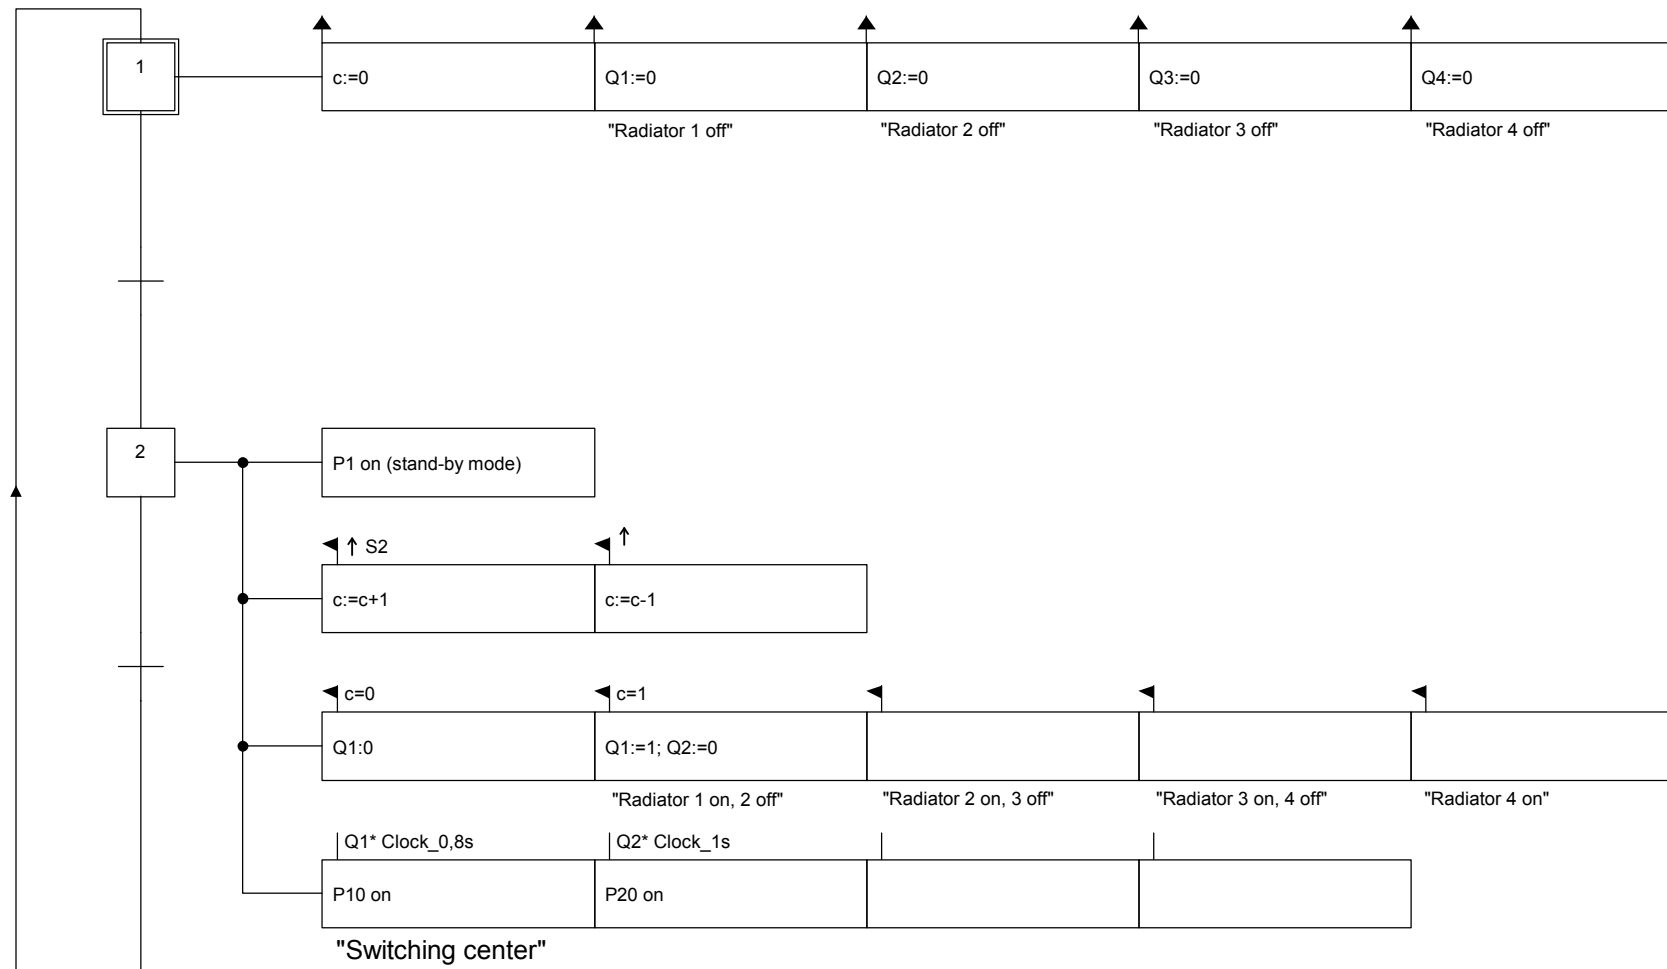 1
c:=0
Q1:=0
Q2:=0
Q3:=0
Q4:=0
"Radiator 1 off"
"Radiator 2 off"
"Radiator 3 off"
"Radiator 4 off"
2
P1 on (stand-by mode)
↑ S2
↑
c:=c+1
c:=c-1
c=0
c=1
Q1:0
Q1:=1; Q2:=0
"Radiator 1 on, 2 off"
"Radiator 2 on, 3 off"
"Radiator 3 on, 4 off"
"Radiator 4 on"
Q1* Clock_0,8s
Q2* Clock_1s
P10 on
P20 on
"Switching center"